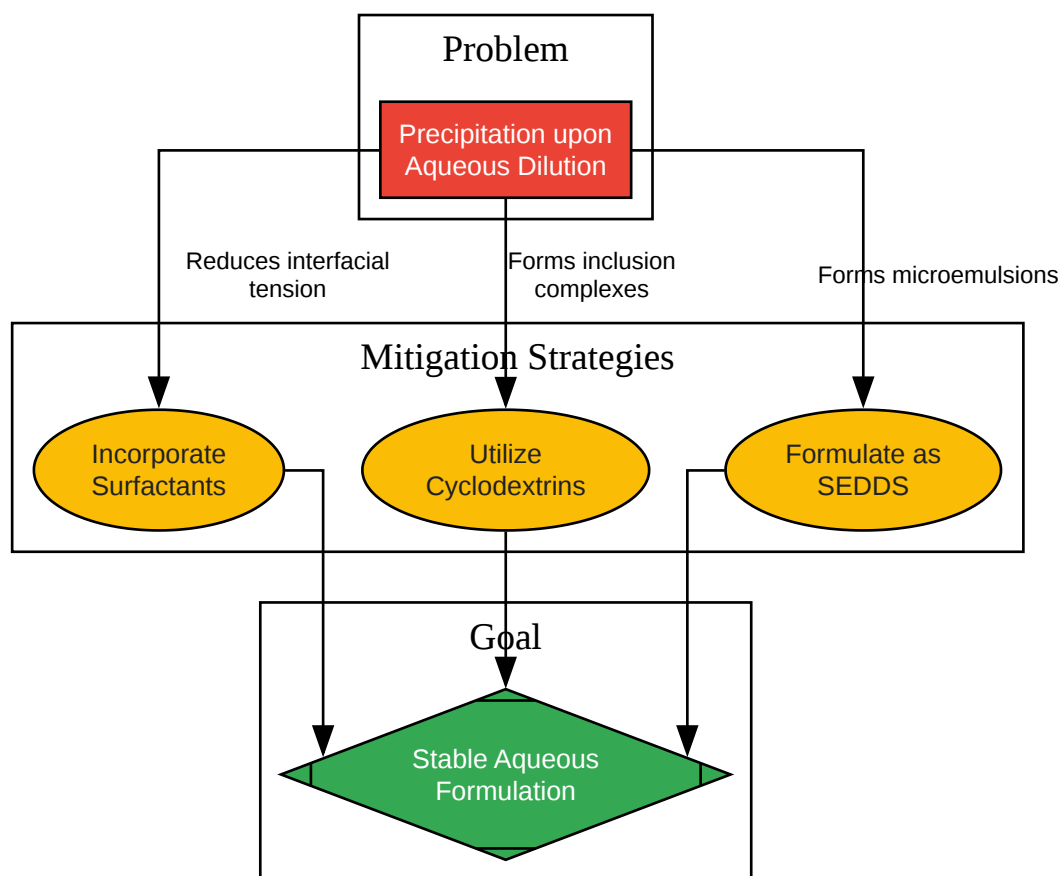 Problem
Precipitation upon
Aqueous Dilution
Reduces interfacial
tension
Forms inclusion
complexes
Forms microemulsions
Mitigation Strategies
Incorporate
Surfactants
Utilize
Cyclodextrins
Formulate as
SEDDS
Goal
Stable Aqueous
Formulation